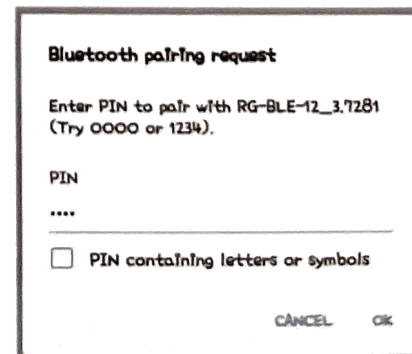 Bluetooth pairing request
Enter PIN to pair with RG-BLE-12_3.7281
(Try 0000 or 1234).
PIN
••••
PIN containing letters or symbols
CANCEL OK